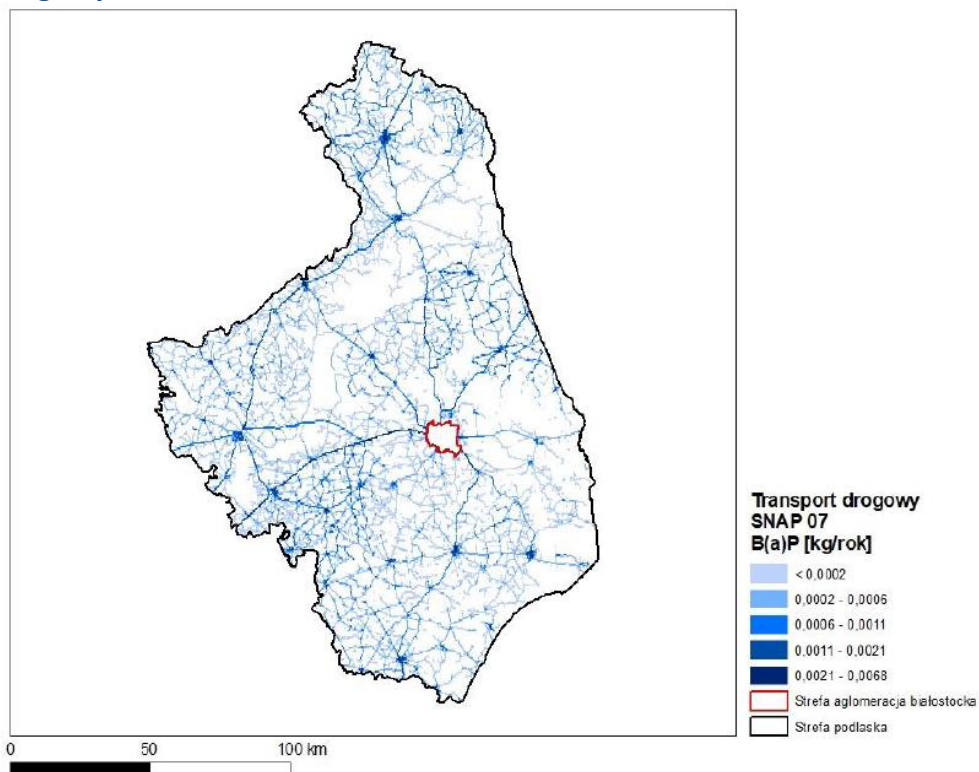 Transport drogowy
SNAP 07
B(a)P [kg/rok]
< 0,0002
0,0002 - 0,0006
0,0006 - 0,0011
0,0011 - 0,0021
0,0021 - 0,0068
Strefa aglomeracja białostocka
Strefa podlaska
0 50 100 km